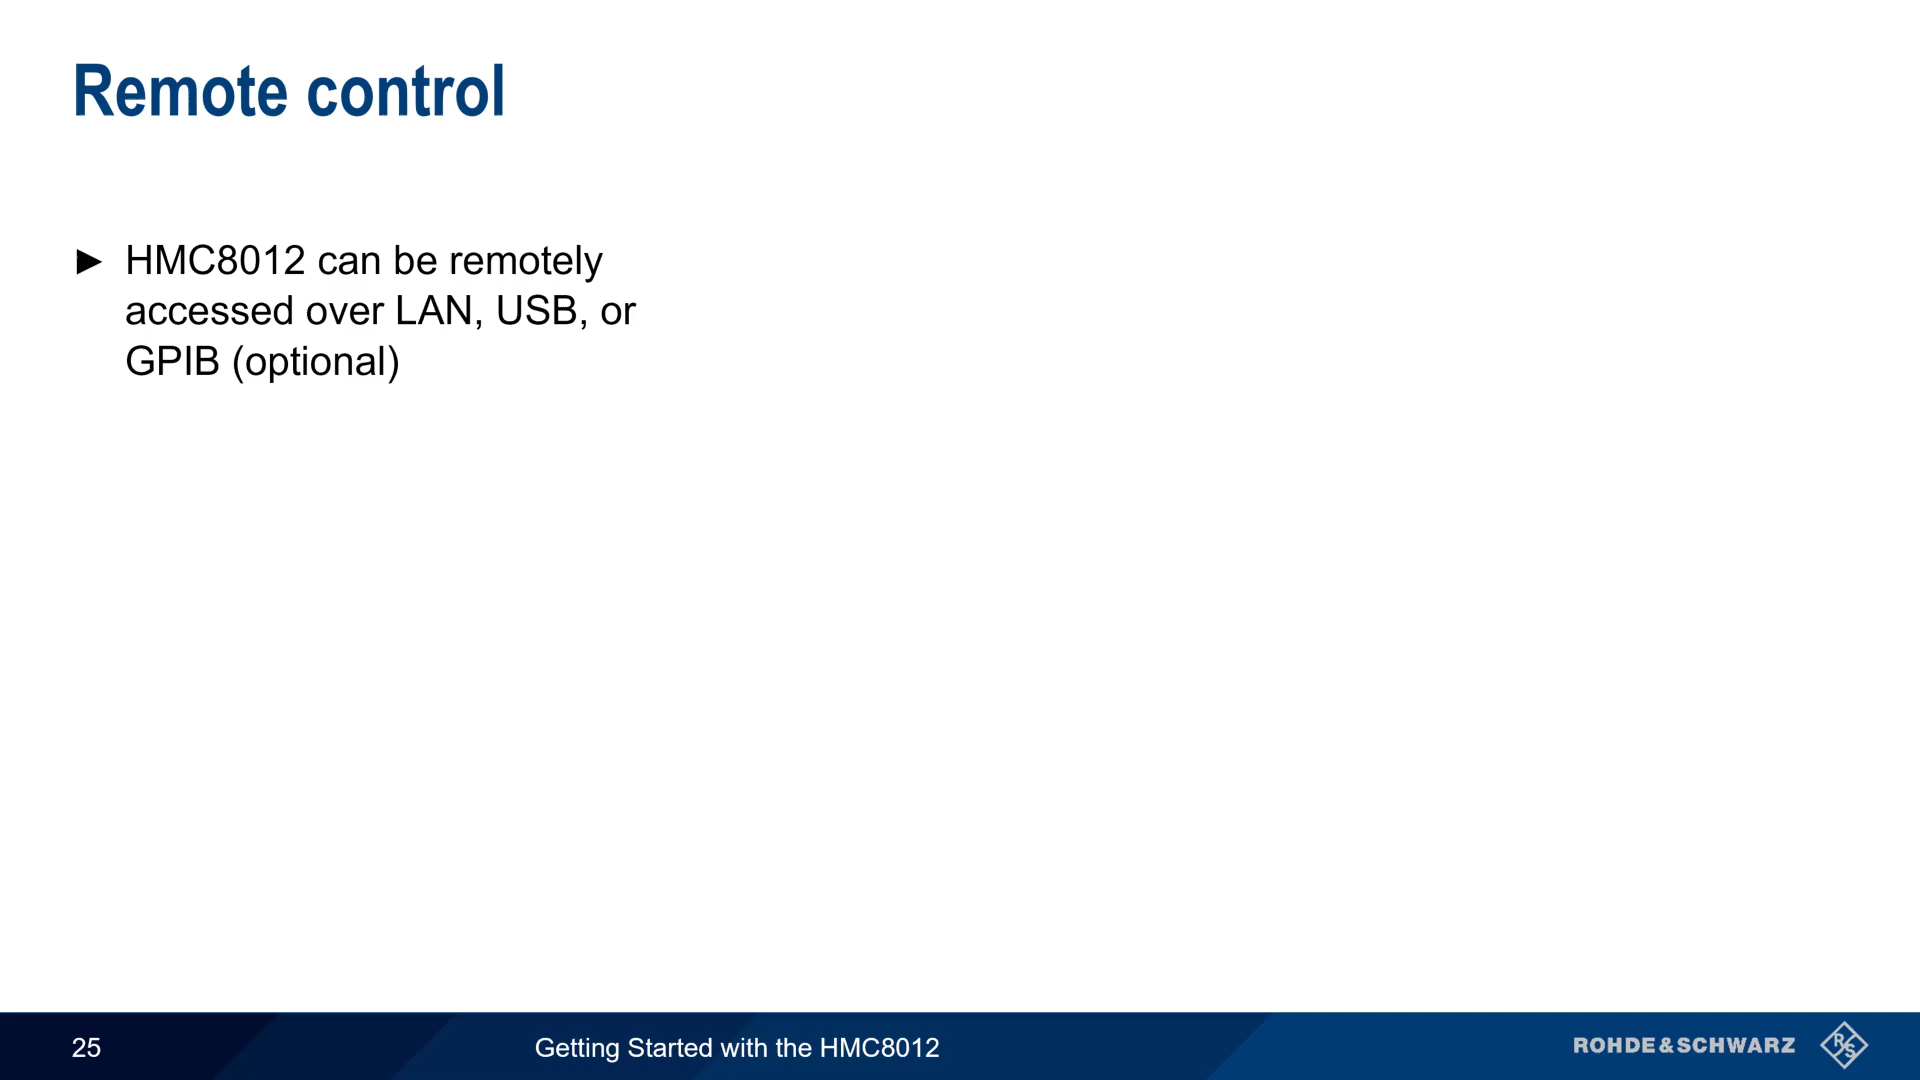 Remote control
► HMC8012 can be remotely
accessed over LAN, USB, or
GPIB (optional)
25
Getting Started with the HMC8012
ROHDE&SCHWARZ
R&S